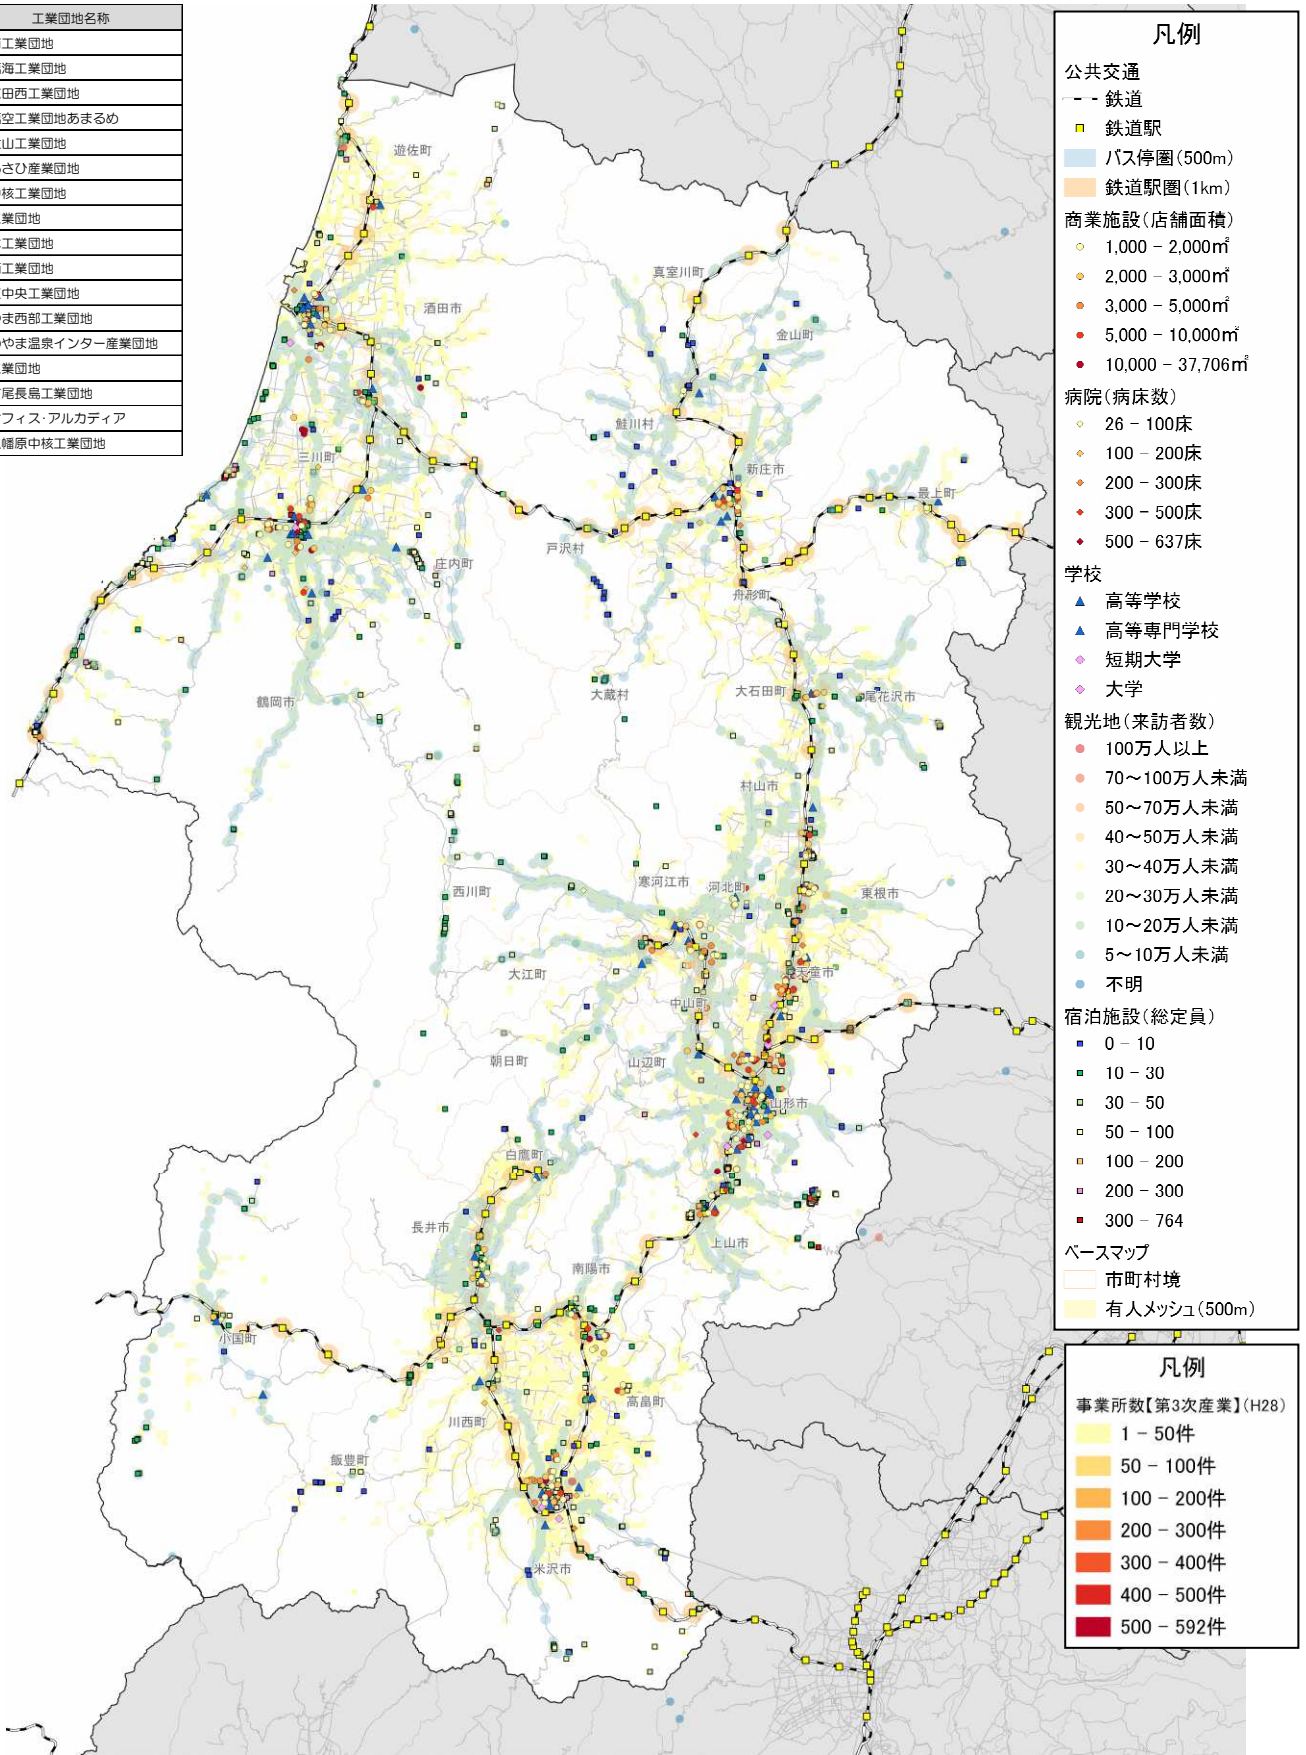 工業団地名称
工業団地
海工業団地
田西工業団地
空工業団地あまるめ
山工業団地
さひ産業団地
核工業団地
業団地
工業団地
工業団地
中央工業団地
ま西部工業団地
やま温泉インター産業団地
業団地
尾長島工業団地
フィス・アルカディア
幡原中核工業団地
遊佐町
酒田市
真室川町
金山町
鮭川村
三川町
新庄市
最上町
戸沢村
庄内町
舟形町
大蔵村
大石田町
尾花沢市
鶴岡市
村山市
西川町
寒河江市
河北町
東根市
大江町
天童市
中山町
朝日町
山辺町
山形市
白鷹町
長井市
上山市
南陽市
小国町
高畠町
川西町
飯豊町
米沢市
凡例
公共交通
鉄道
鉄道駅
バス停圏(500m)
鉄道駅圏(1km)
商業施設(店舗面積)
1,000 - 2,000㎡
2,000 - 3,000㎡
3,000 - 5,000㎡
5,000 - 10,000㎡
10,000 - 37,706㎡
病院(病床数)
26 - 100床
100 - 200床
200 - 300床
300 - 500床
500 - 637床
学校
高等学校
高等専門学校
短期大学
大学
観光地(来訪者数)
100万人以上
70～100万人未満
50～70万人未満
40～50万人未満
30～40万人未満
20～30万人未満
10～20万人未満
5～10万人未満
不明
宿泊施設(総定員)
0 - 10
10 - 30
30 - 50
50 - 100
100 - 200
200 - 300
300 - 764
ベースマップ
市町村境
有人メッシュ(500m)
凡例
事業所数【第3次産業】(H28)
1 - 50件
50 - 100件
100 - 200件
200 - 300件
300 - 400件
400 - 500件
500 - 592件